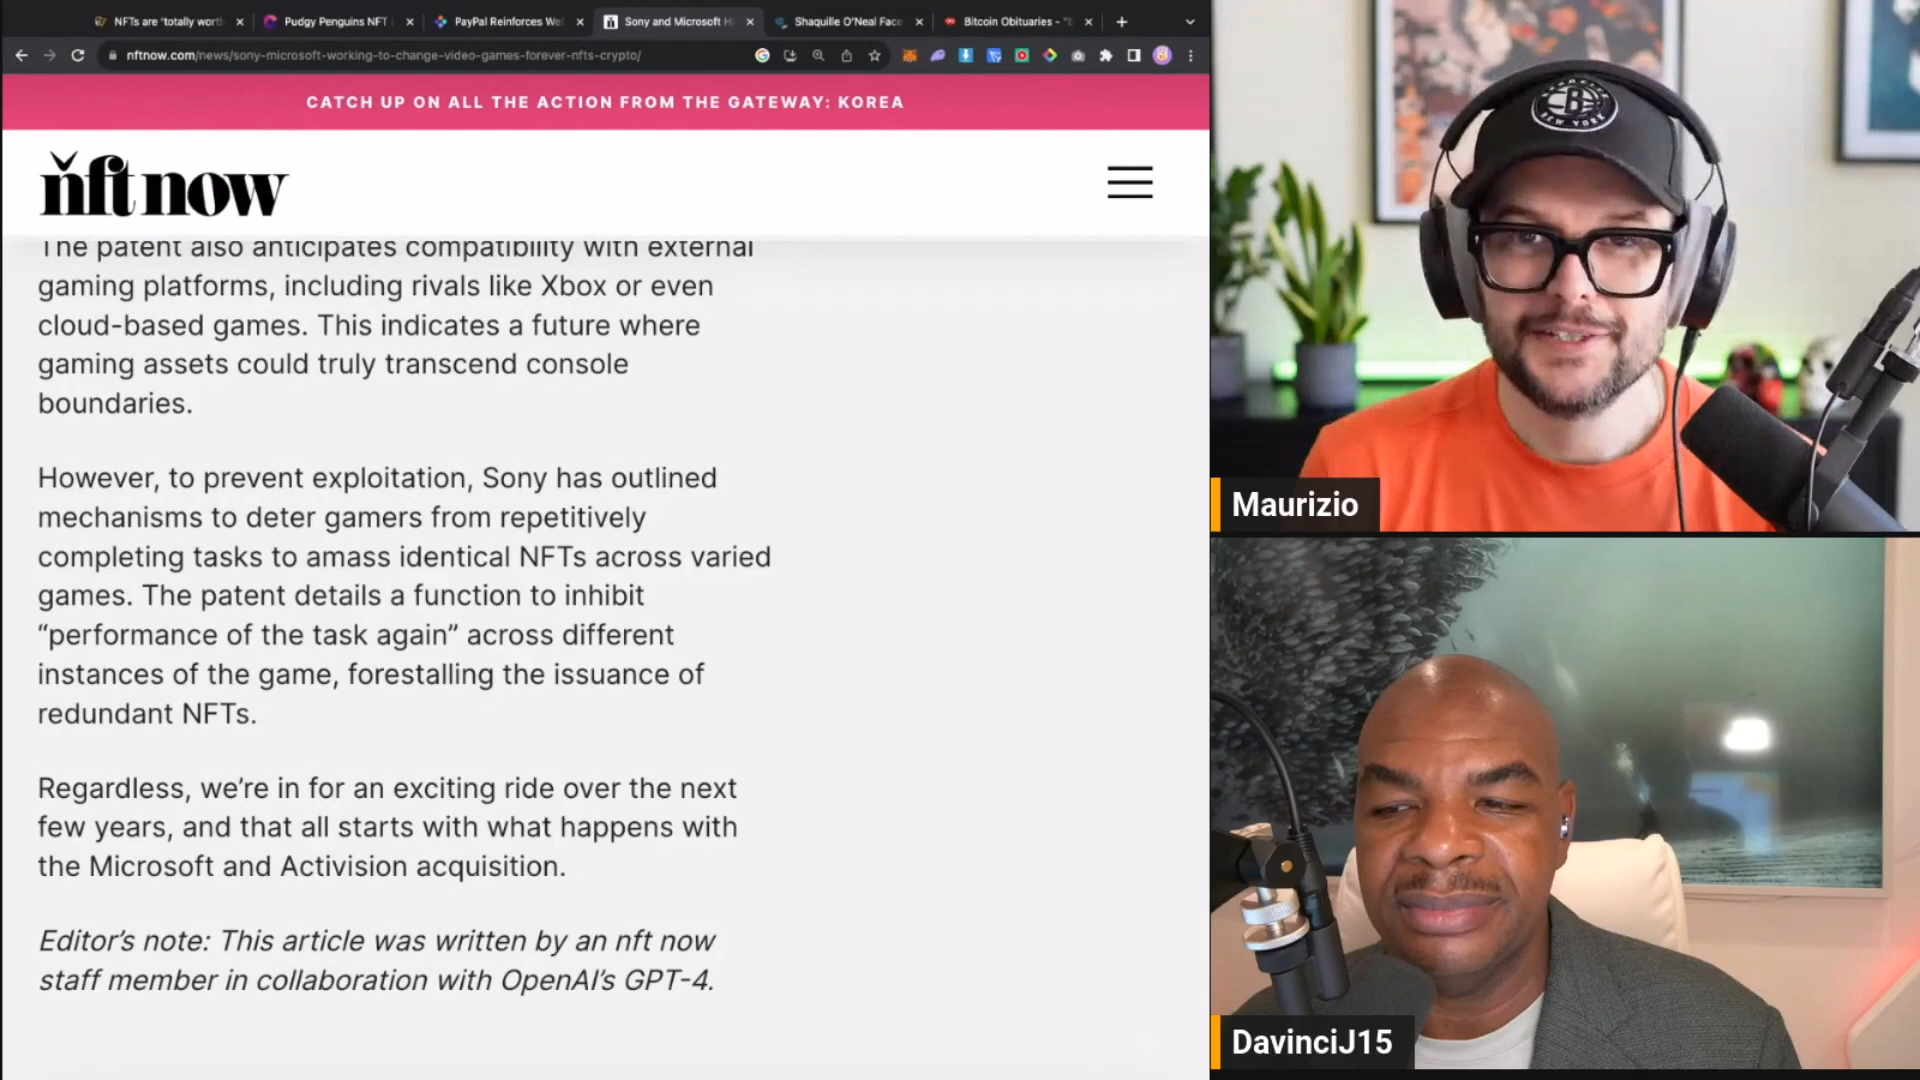 NFTs are 'totally wort
Pudgy Penguins NFT
PayPal Reinforces We
Sony and Microsoft H
Shaquille O'Neal Face
Bitcoin Obituaries - "B
nftnow.com/news/sony-microsoft-working-to-change-video-games-forever-nfts-crypto/
CATCH UP ON ALL THE ACTION FROM THE GATEWAY: KOREA
nft now
The patent also anticipates compatibility with external
gaming platforms, including rivals like Xbox or even
cloud-based games. This indicates a future where
gaming assets could truly transcend console
boundaries.
However, to prevent exploitation, Sony has outlined
mechanisms to deter gamers from repetitively
completing tasks to amass identical NFTs across varied
games. The patent details a function to inhibit
“performance of the task again” across different
instances of the game, forestalling the issuance of
redundant NFTs.
Regardless, we’re in for an exciting ride over the next
few years, and that all starts with what happens with
the Microsoft and Activision acquisition.
Editor’s note: This article was written by an nft now
staff member in collaboration with OpenAI’s GPT-4.
B
NEW YORK
Maurizio
DavinciJ15